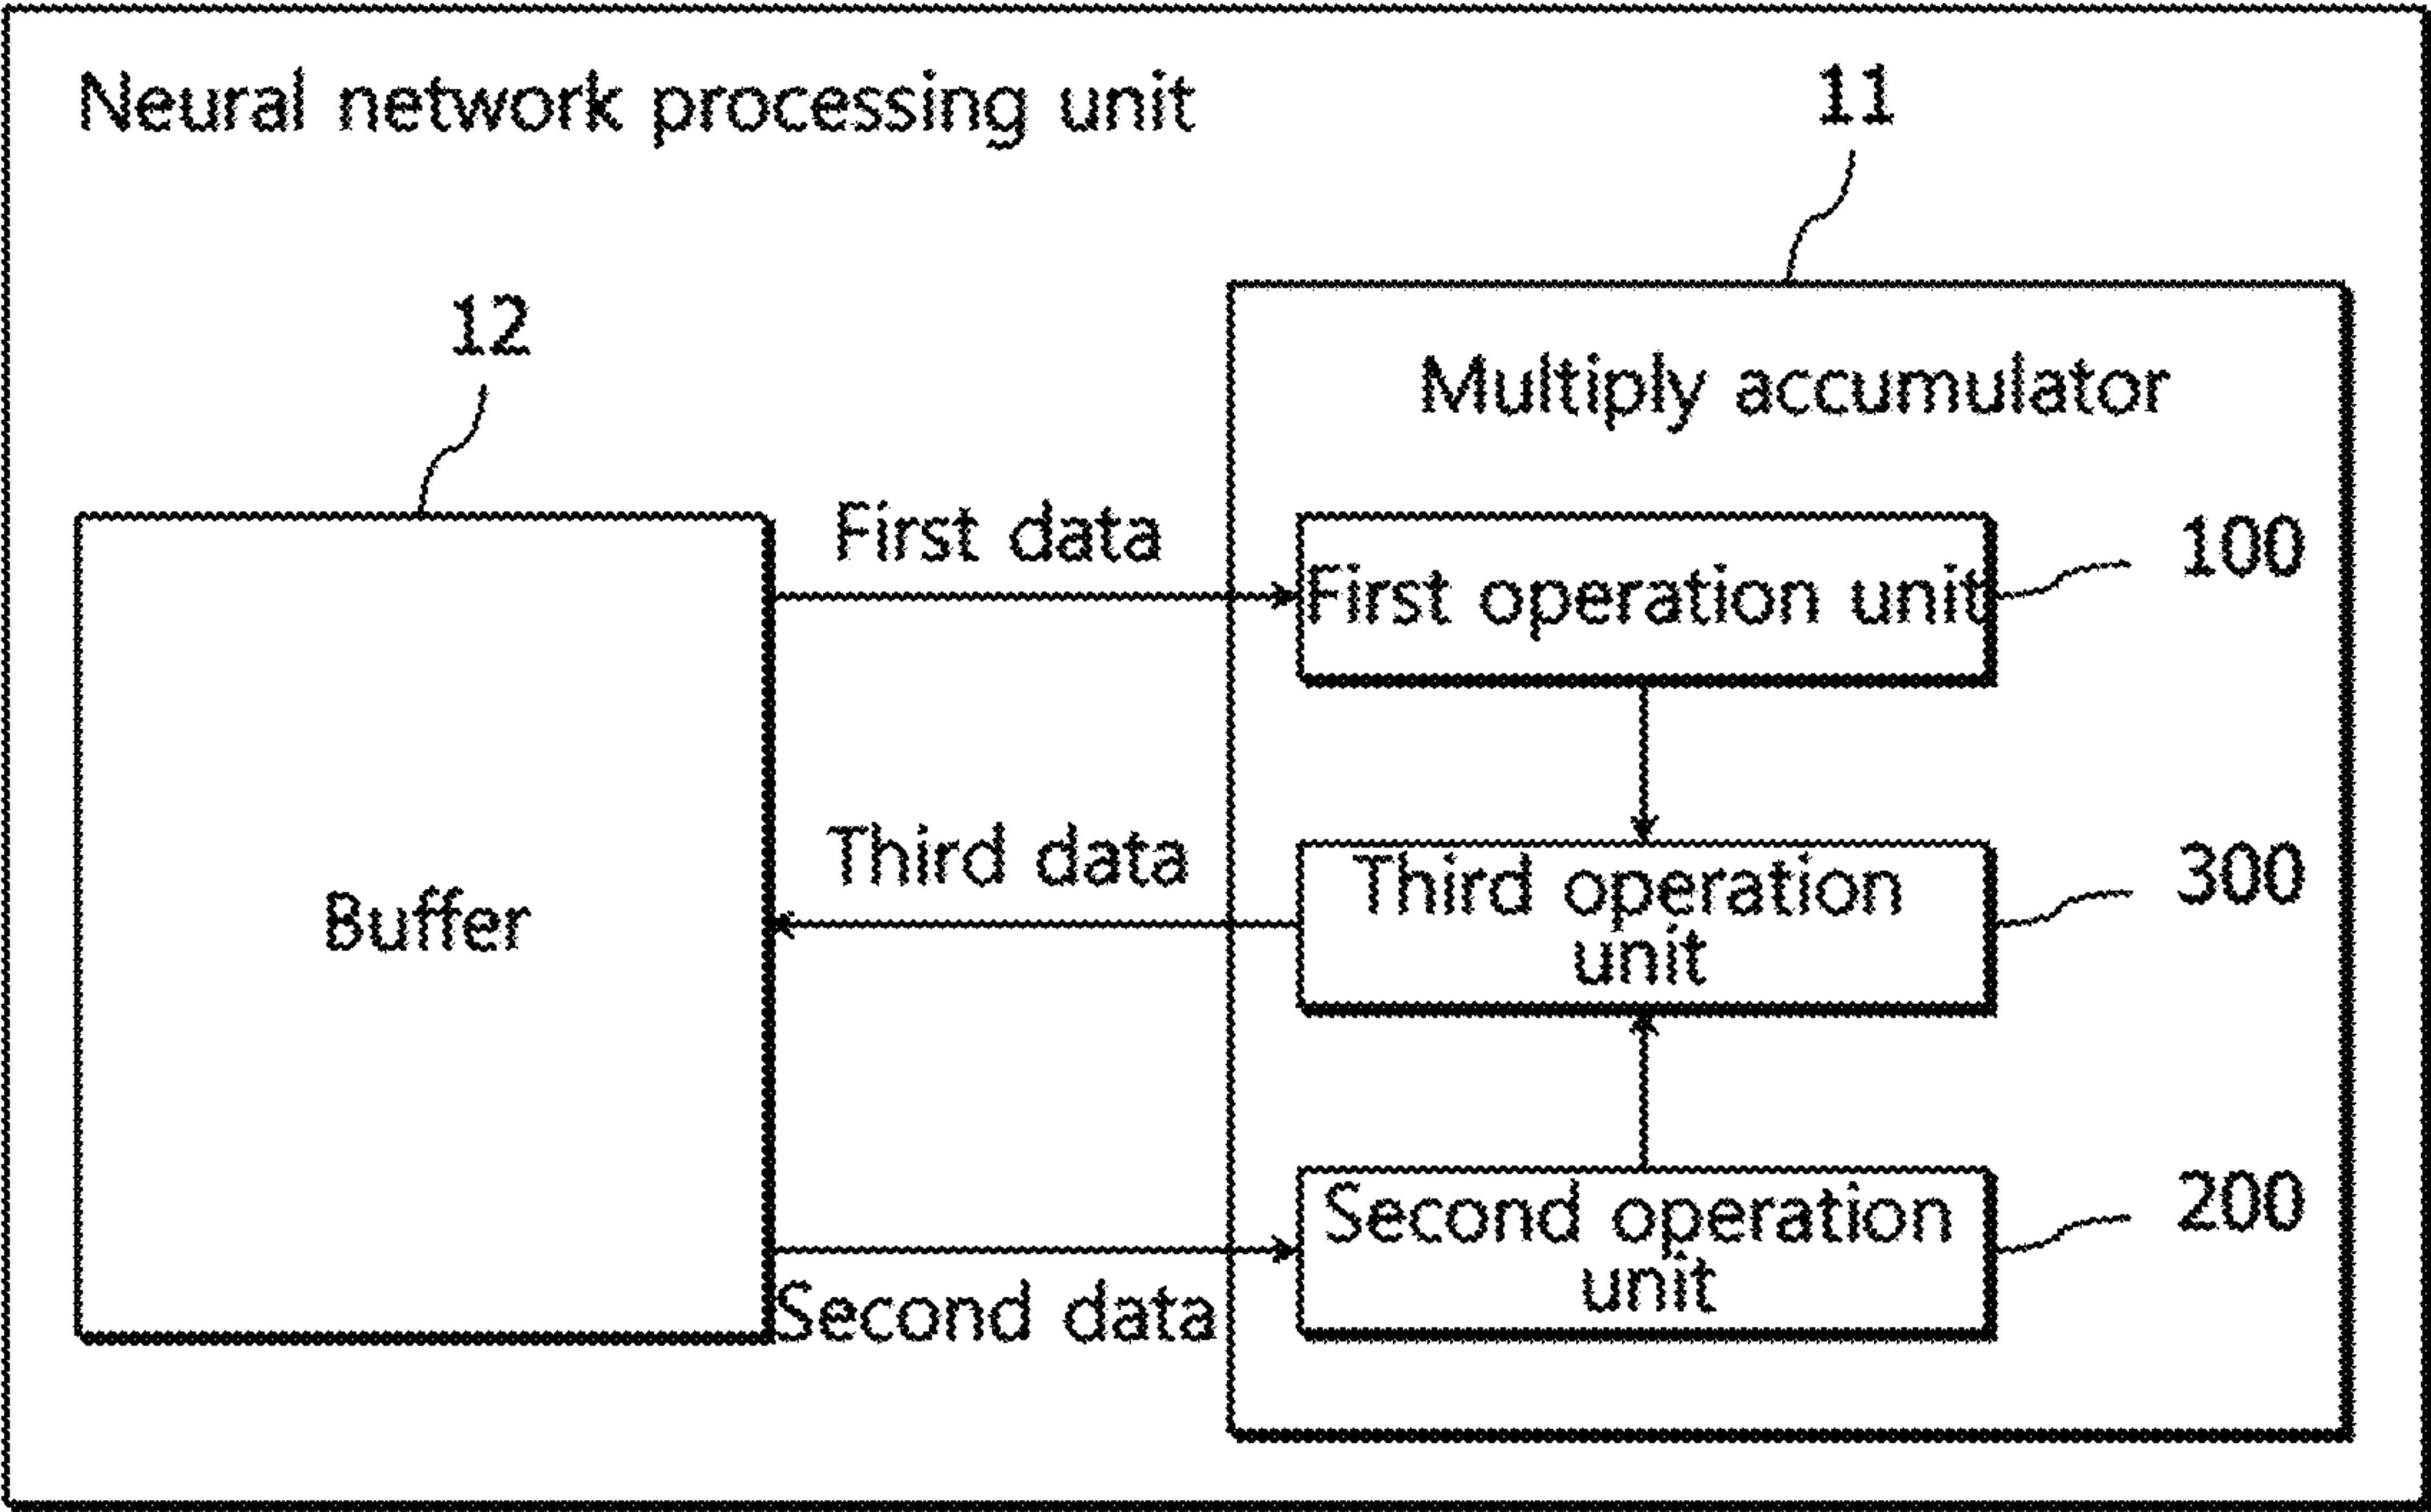 Neural network processing unit
11
12
Multiply accumulator
First data
First operation unit
100
Third data
Third operation
unit
300
Buffer
Second operation
unit
200
Second data